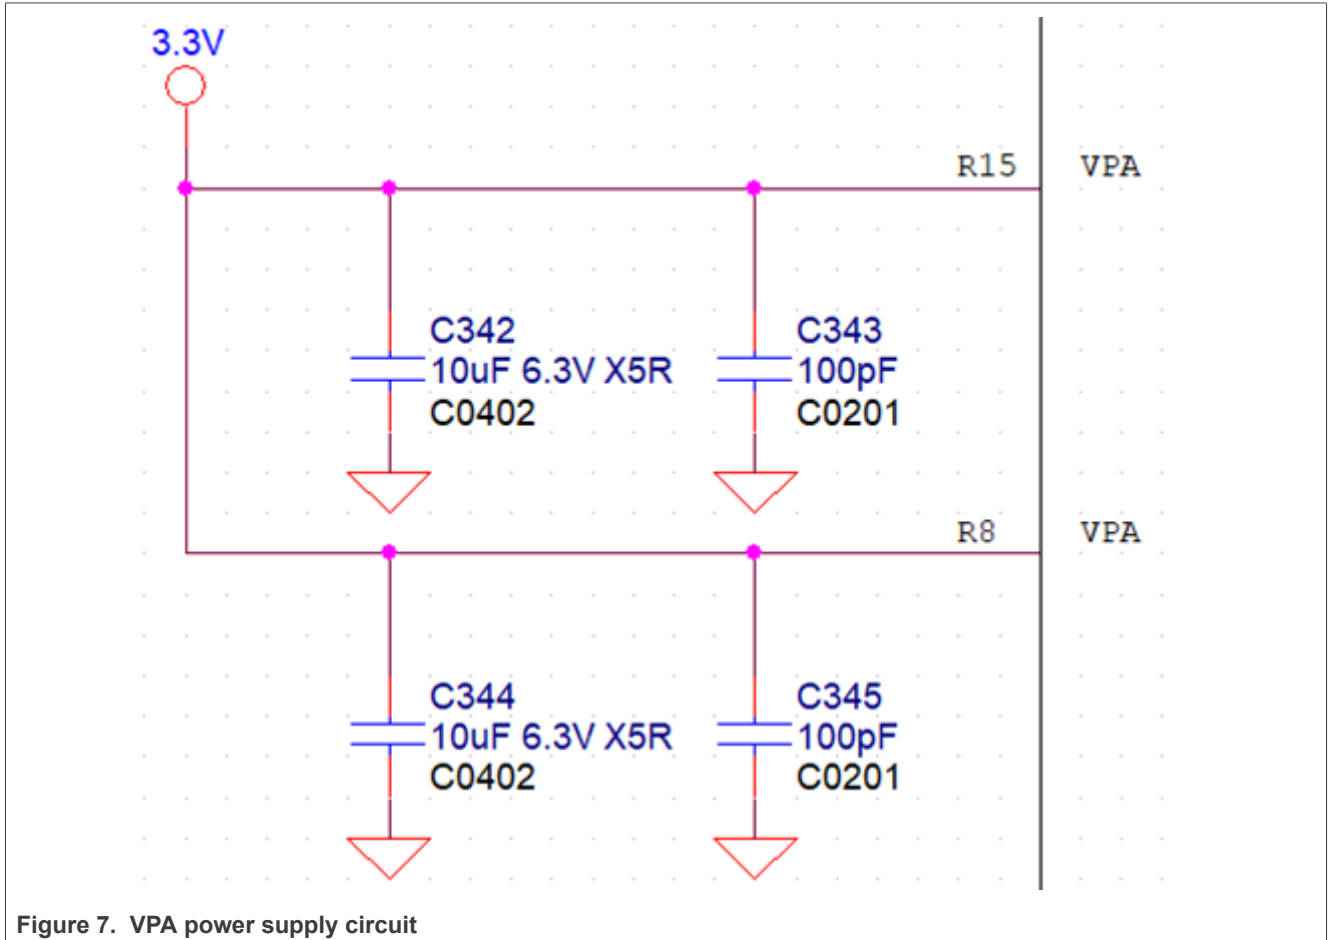 3.3V
R15 VPA
C342
10uF 6.3V X5R
C0402
C343
100pF
C0201
R8 VPA
C344
10uF 6.3V X5R
C0402
C345
100pF
C0201
Figure 7. VPA power supply circuit